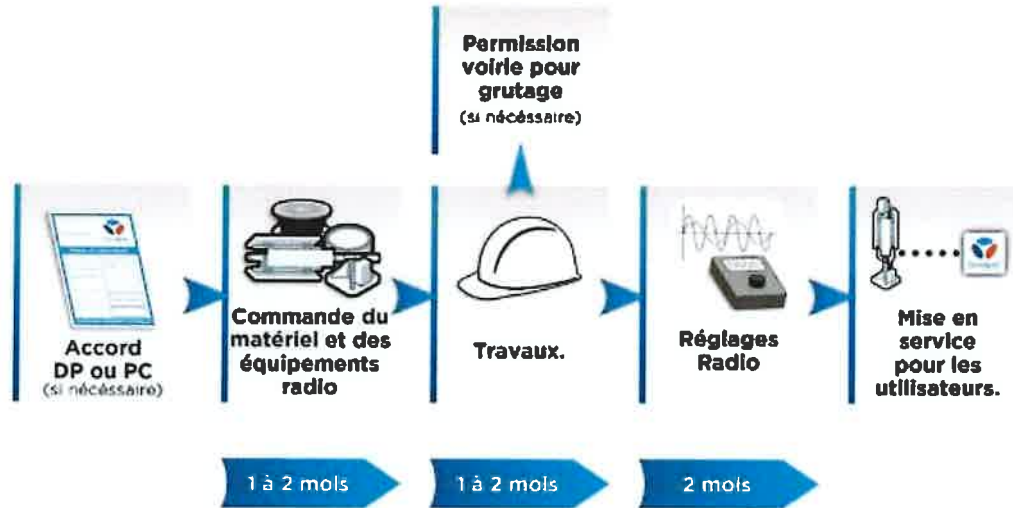 Permission
voirie pour
grutage
(si nécéssaire)
Accord
DP ou PC
(si nécéssaire)
Commande du
matériel et des
équipements
radio
Travaux.
Réglages
Radio
Mise en
service
pour les
utilisateurs.
1 à 2 mois
1 à 2 mois
2 mois